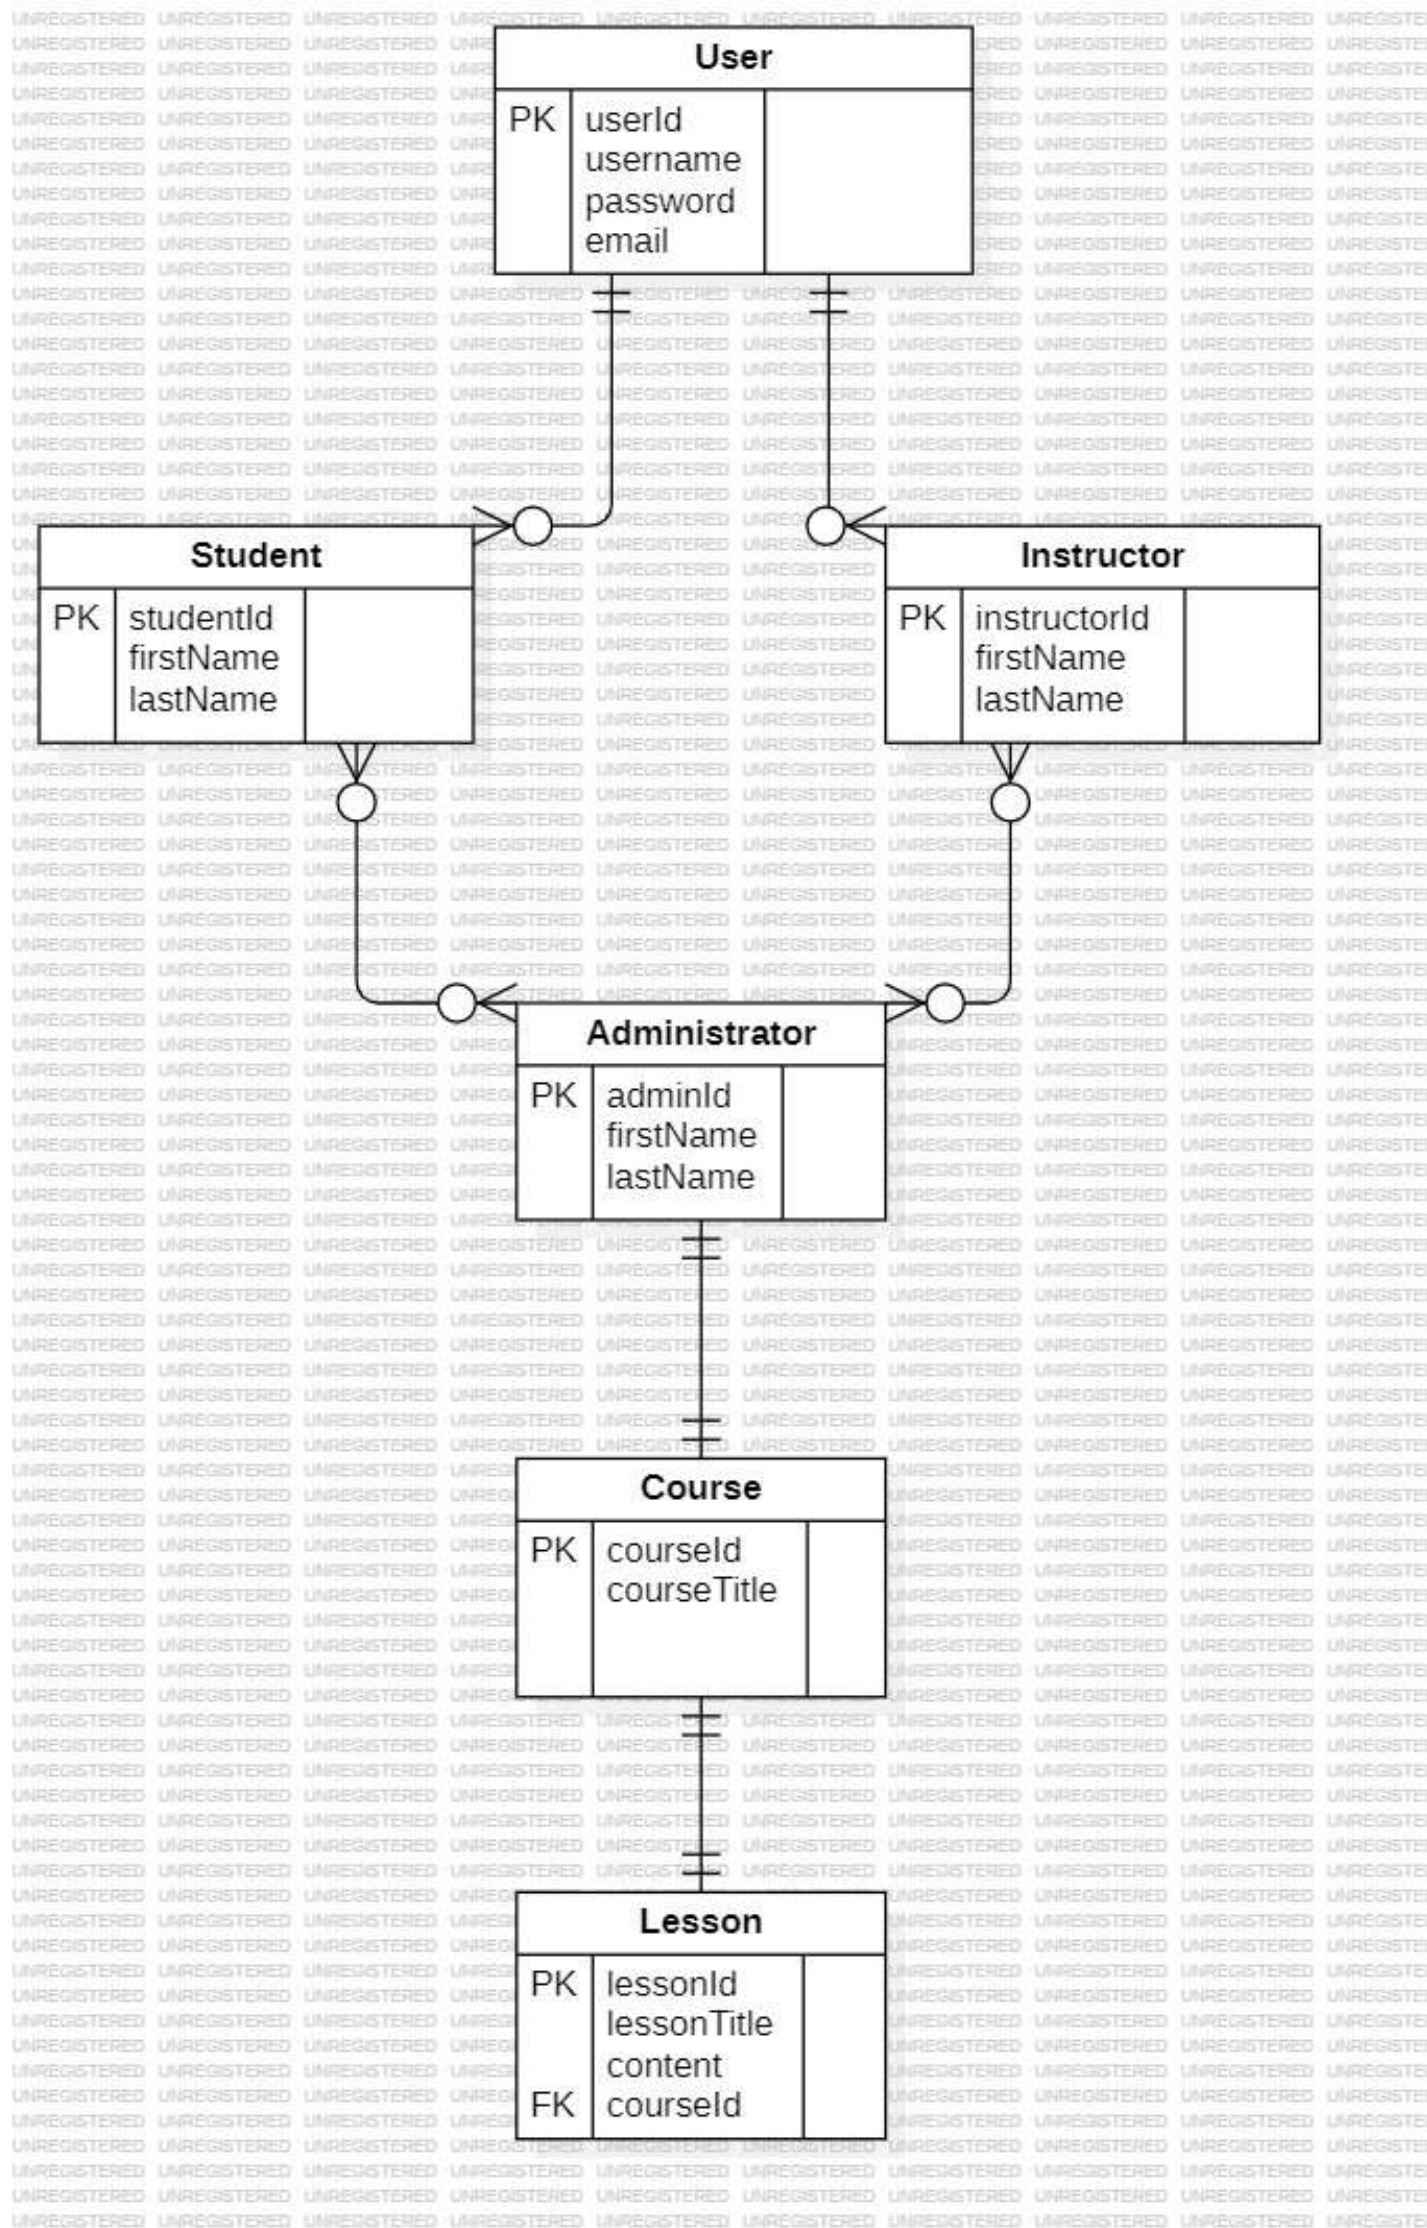 User
PK userId
username
password
email
Student
PK studentId
firstName
lastName
Instructor
PK instructorId
firstName
lastName
Administrator
PK adminId
firstName
lastName
Course
PK courseId
courseTitle
Lesson
PK lessonId
lessonTitle
content
FK courseId
UNREGISTERED